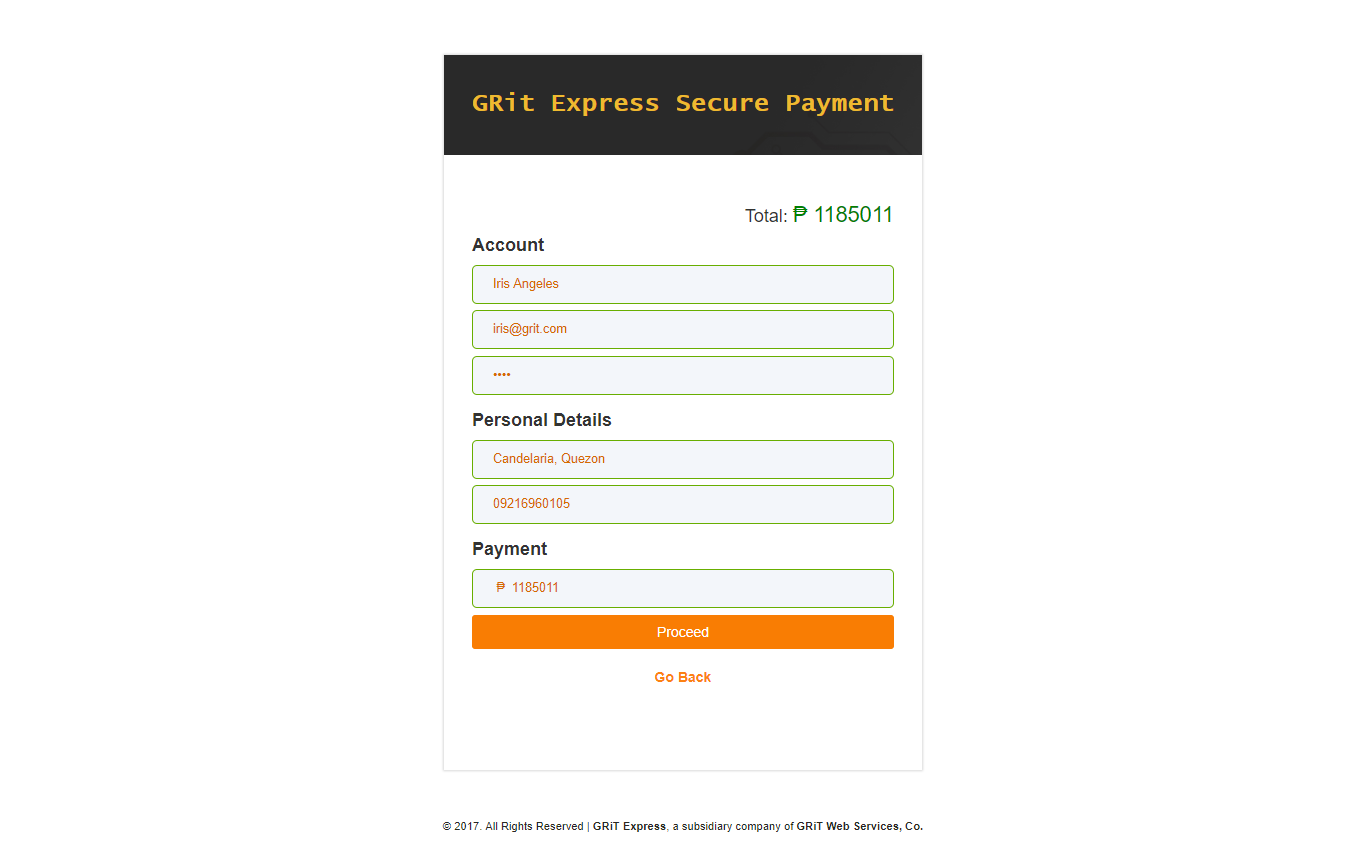 GRit Express Secure Payment
Total: ₱ 1185011
Account
Iris Angeles
iris@grit.com
••••
Personal Details
Candelaria, Quezon
09216960105
Payment
₱ 1185011
Proceed
Go Back
© 2017. All Rights Reserved | GRiT Express, a subsidiary company of GRiT Web Services, Co.